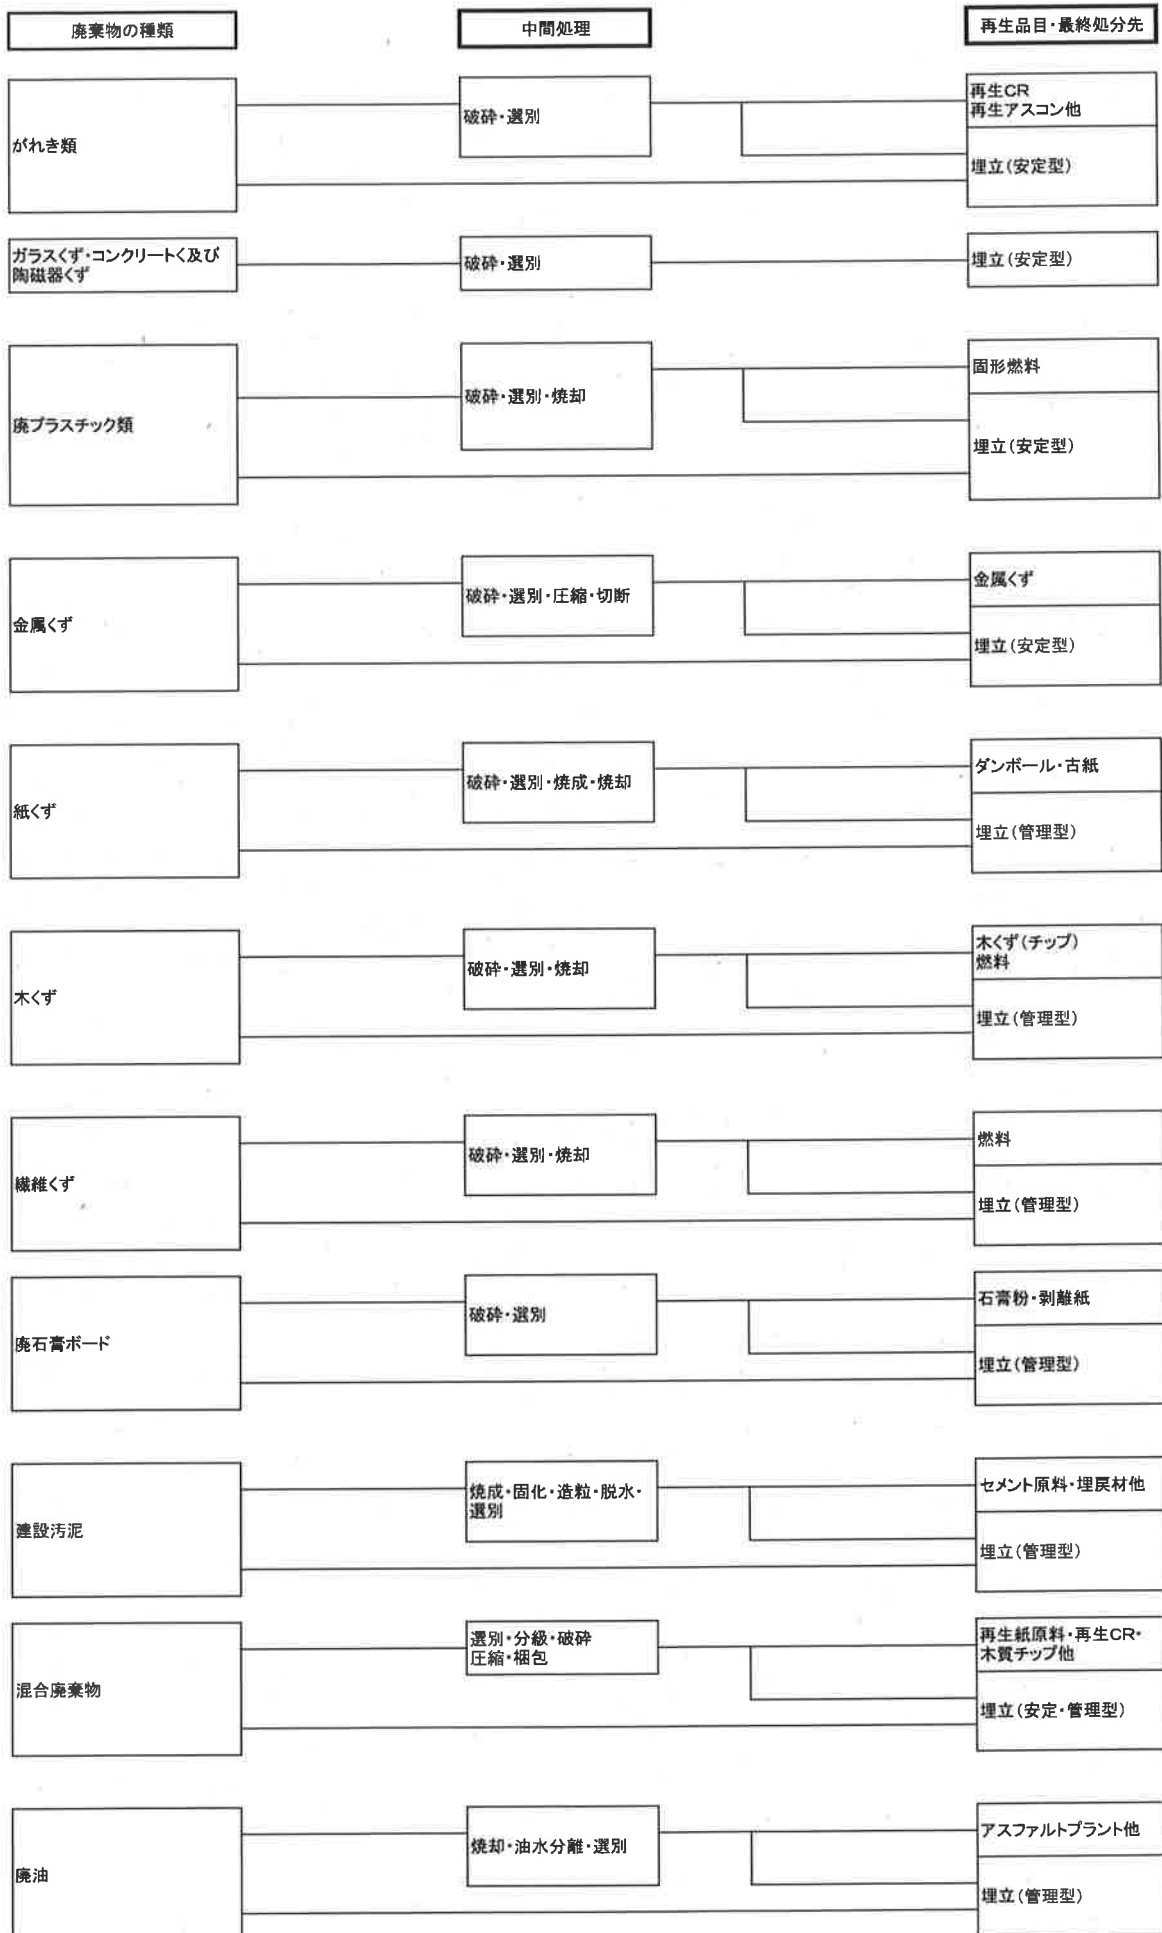 廃棄物の種類
中間処理
再生品目・最終処分先
がれき類
破砕・選別
再生CR
再生アスコン他
埋立(安定型)
ガラスくず・コンクリートく及び
陶磁器くず
破砕・選別
埋立(安定型)
廃プラスチック類
破砕・選別・焼却
固形燃料
埋立(安定型)
金属くず
破砕・選別・圧縮・切断
金属くず
埋立(安定型)
紙くず
破砕・選別・焼成・焼却
ダンボール・古紙
埋立(管理型)
木くず
破砕・選別・焼却
木くず(チップ)
燃料
埋立(管理型)
繊維くず
破砕・選別・焼却
燃料
埋立(管理型)
廃石膏ボード
破砕・選別
石膏粉・剥離紙
埋立(管理型)
建設汚泥
焼成・固化・造粒・脱水・
選別
セメント原料・埋戻材他
埋立(管理型)
混合廃棄物
選別・分級・破砕
圧縮・梱包
再生紙原料・再生CR・
木質チップ他
埋立(安定・管理型)
廃油
焼却・油水分離・選別
アスファルトプラント他
埋立(管理型)